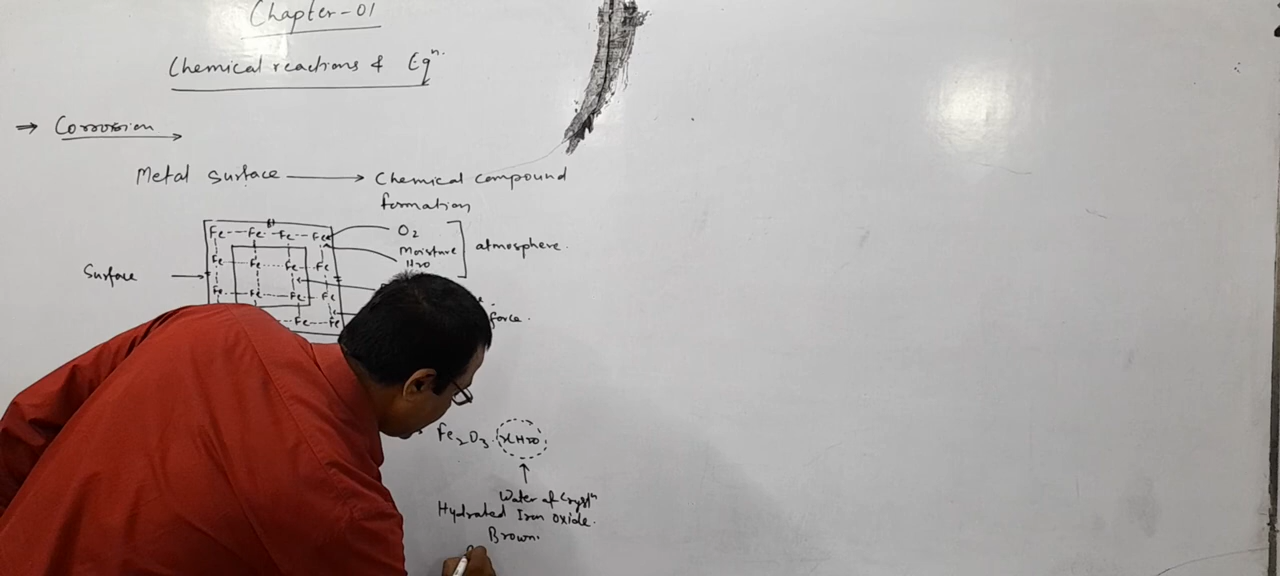 Chapter-01
Chemical reactions & Eqn.
⇒ Corrosion
Metal surface → Chemical compound
formation
Fe--Fe--Fe--Fe
O2
Moisture
H2O
atmosphere.
Fe Fe---Fe--Fe
Surface →
Fe Fe---Fe--Fe
Fe---Fe
force.
Fe2O3.xH2O
Water of Crystn
Hydrated Iron oxide.
Brown.